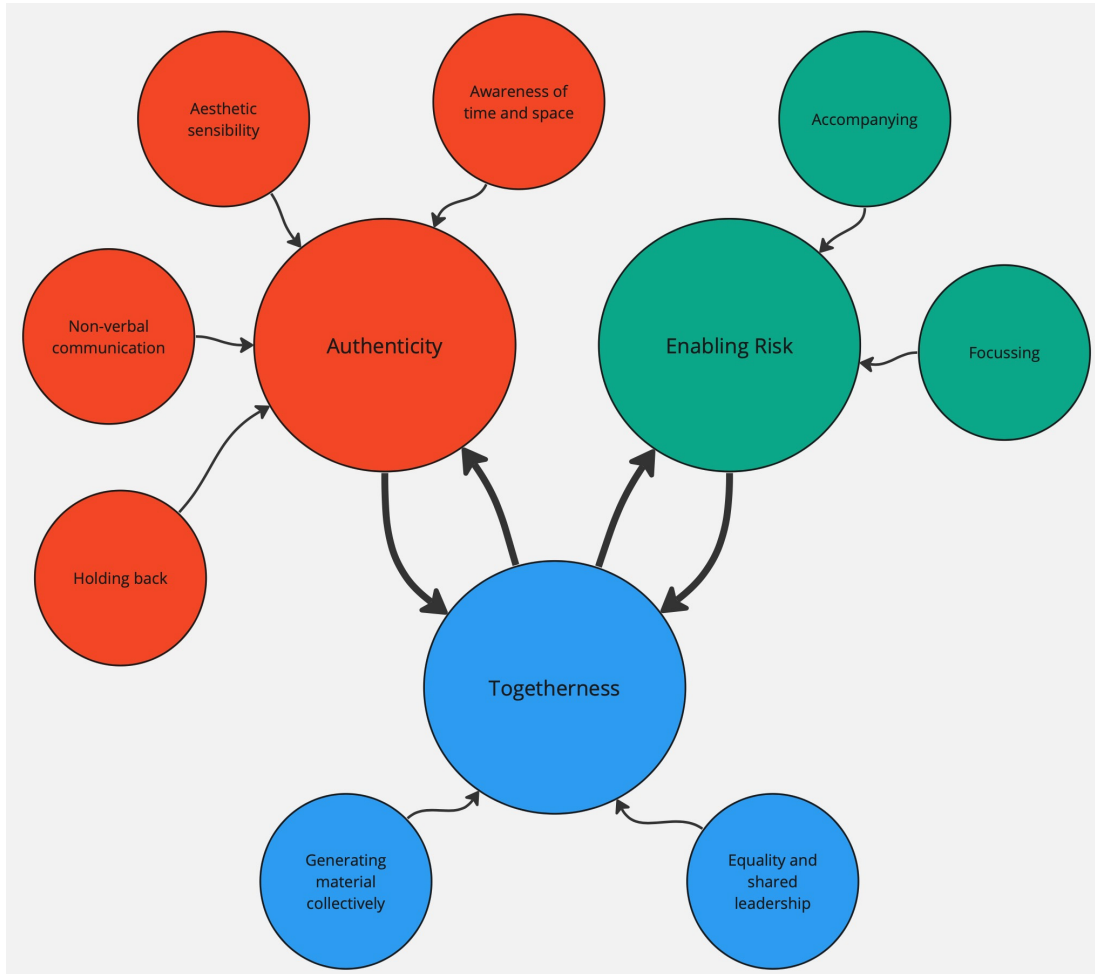 Aesthetic
sensibility
Awareness of
time and space
Accompanying
Non-verbal
communication
Authenticity
Enabling Risk
Focussing
Holding back
Togetherness
Generating
material
collectively
Equality and
shared
leadership